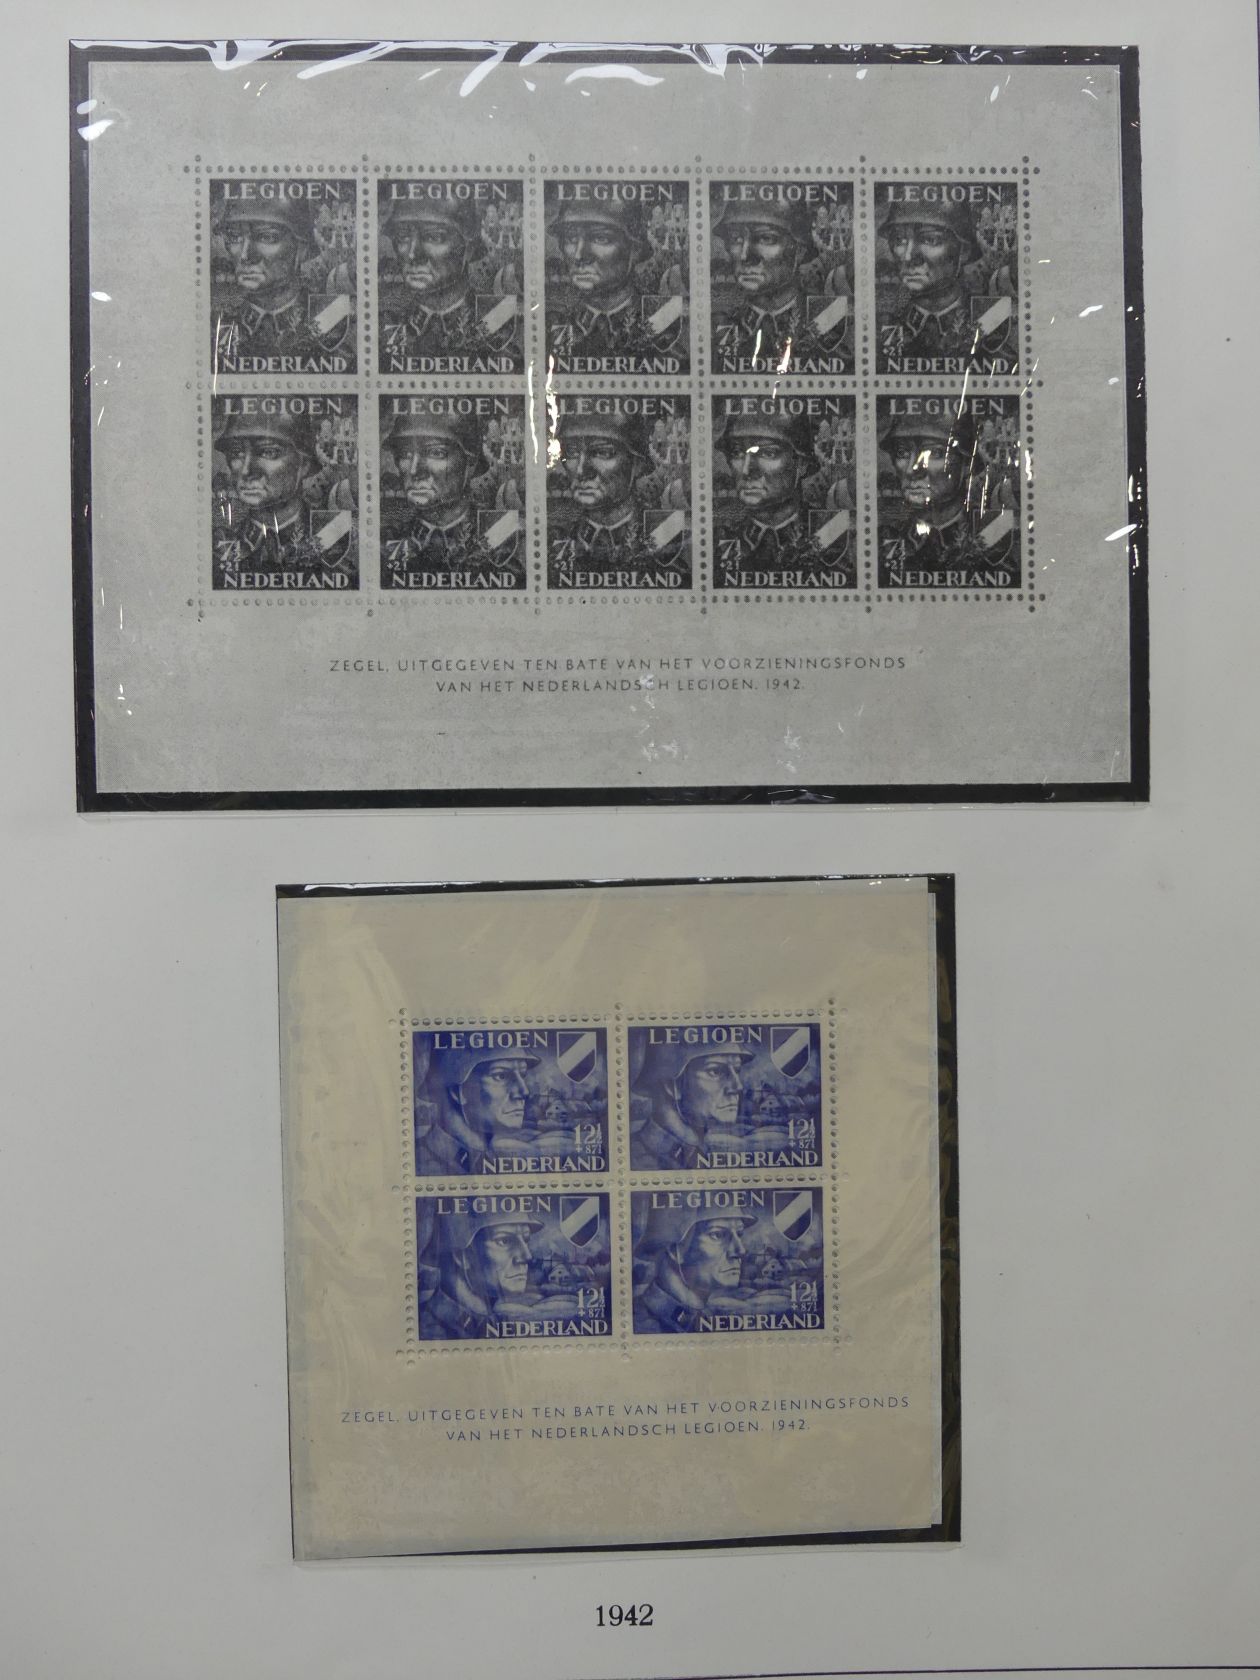 LEGIOEN LEGIOEN LEGIOEN LEGIOEN LEGIOEN
7½ 7½ 7½ 7½ 7½
+2½ +2½ +2½ +2½ +2½
NEDERLAND NEDERLAND NEDERLAND NEDERLAND NEDERLAND
LEGIOEN LEGIOEN LEGIOEN LEGIOEN LEGIOEN
7½ 7½ 7½ 7½ 7½
+2½ +2½ +2½ +2½ +2½
NEDERLAND NEDERLAND NEDERLAND NEDERLAND NEDERLAND
ZEGEL, UITGEGEVEN TEN BATE VAN HET VOORZIENINGSFONDS
VAN HET NEDERLANDSCH LEGIOEN. 1942.
LEGIOEN LEGIOEN
12½ 12½
+87½ +87½
NEDERLAND NEDERLAND
LEGIOEN LEGIOEN
12½ 12½
+87½ +87½
NEDERLAND NEDERLAND
ZEGEL, UITGEGEVEN TEN BATE VAN HET VOORZIENINGSFONDS
VAN HET NEDERLANDSCH LEGIOEN. 1942.
1942